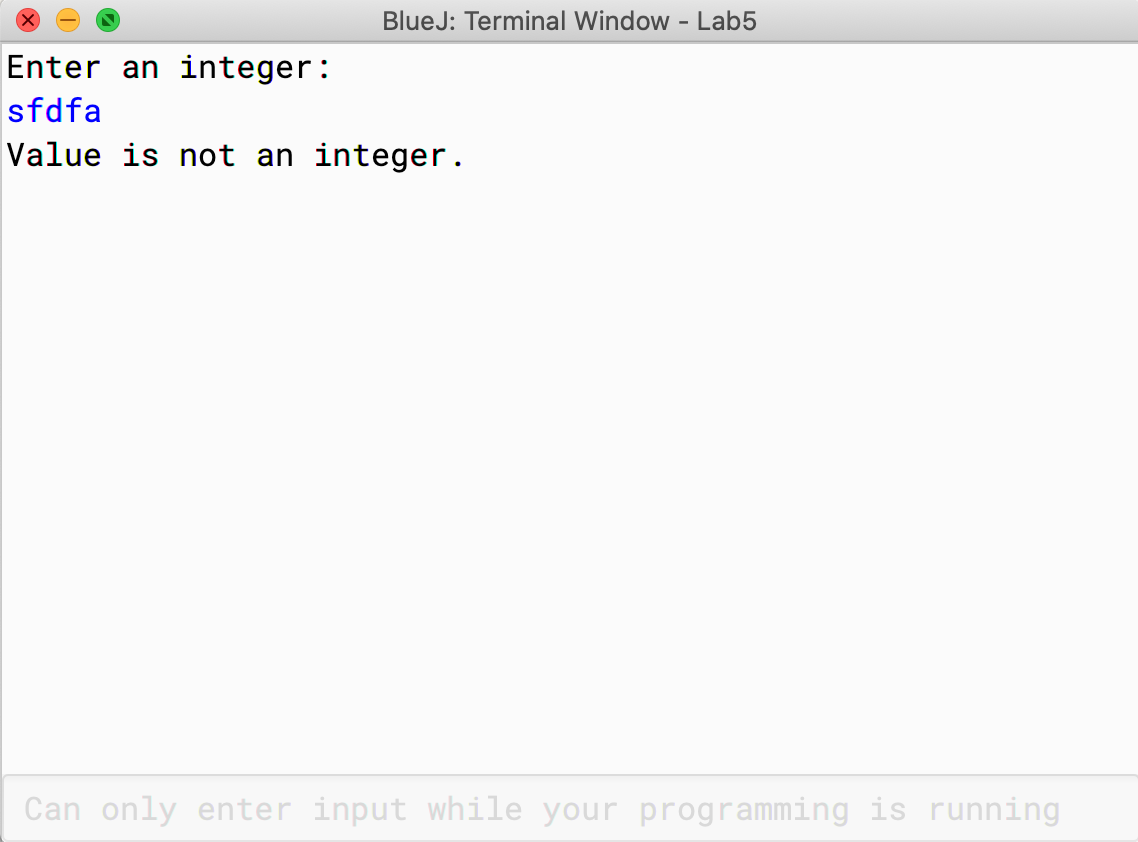 BlueJ: Terminal Window - Lab5
Enter an integer:
sfdfa
Value is not an integer.
Can only enter input while your programming is running